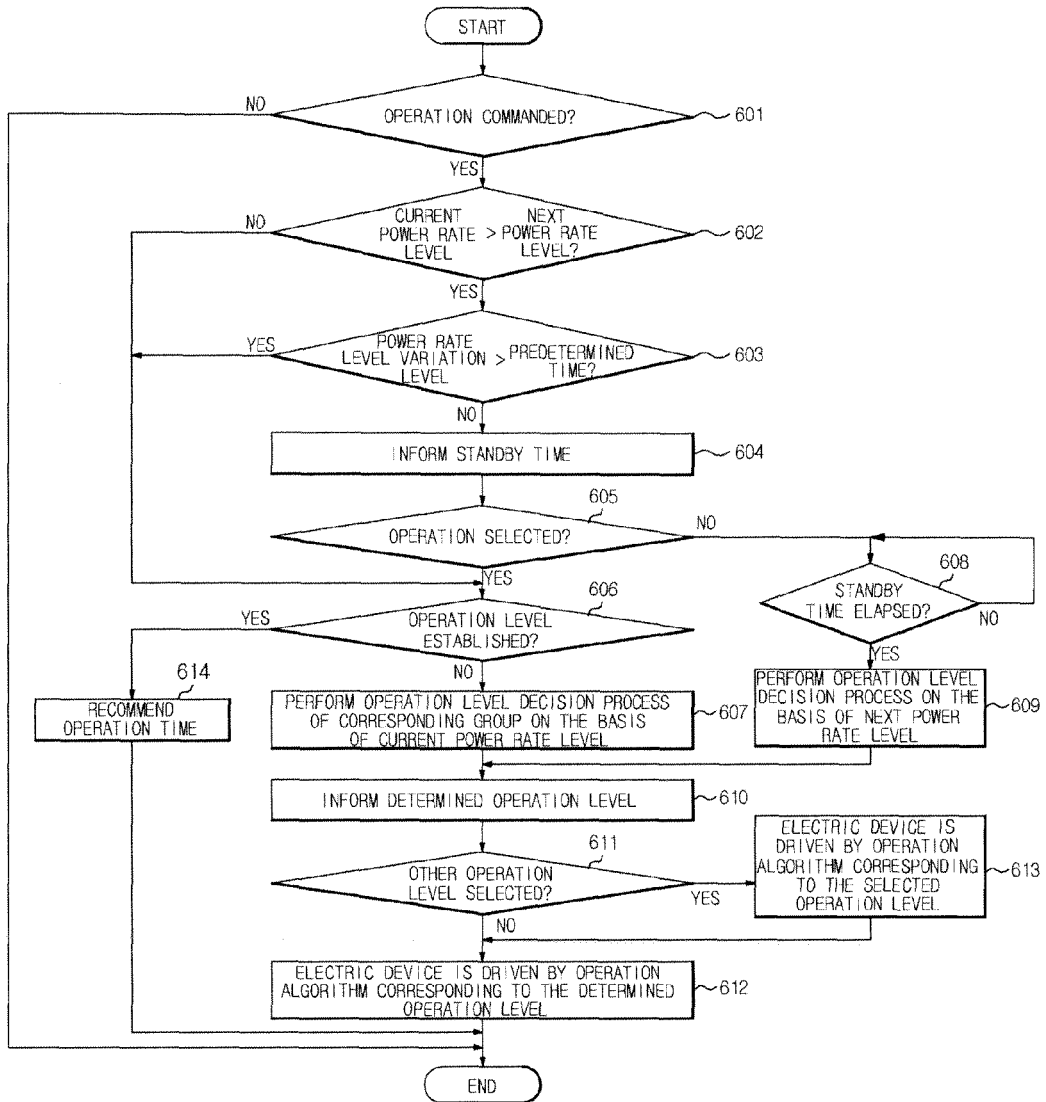 START
OPERATION COMMANDED?
NO
601
YES
CURRENT
POWER RATE
LEVEL
>
NEXT
POWER RATE
LEVEL?
NO
602
YES
POWER RATE
LEVEL VARIATION
LEVEL
>
PREDETERMINED
TIME?
YES
603
NO
INFORM STANDBY TIME
604
605
OPERATION SELECTED?
NO
YES
608
STANDBY
TIME ELAPSED?
NO
YES
606
OPERATION LEVEL
ESTABLISHED?
YES
NO
614
RECOMMEND
OPERATION TIME
PERFORM OPERATION LEVEL DECISION PROCESS
OF CORRESPONDING GROUP ON THE BASIS
OF CURRENT POWER RATE LEVEL
607
PERFORM OPERATION LEVEL
DECISION PROCESS ON THE
BASIS OF NEXT POWER
RATE LEVEL
609
INFORM DETERMINED OPERATION LEVEL
610
611
OTHER OPERATION
LEVEL SELECTED?
YES
NO
ELECTRIC DEVICE IS
DRIVEN BY OPERATION
ALGORITHM CORRESPONDING
TO THE SELECTED
OPERATION LEVEL
613
ELECTRIC DEVICE IS DRIVEN BY OPERATION
ALGORITHM CORRESPONDING TO THE DETERMINED
OPERATION LEVEL
612
END